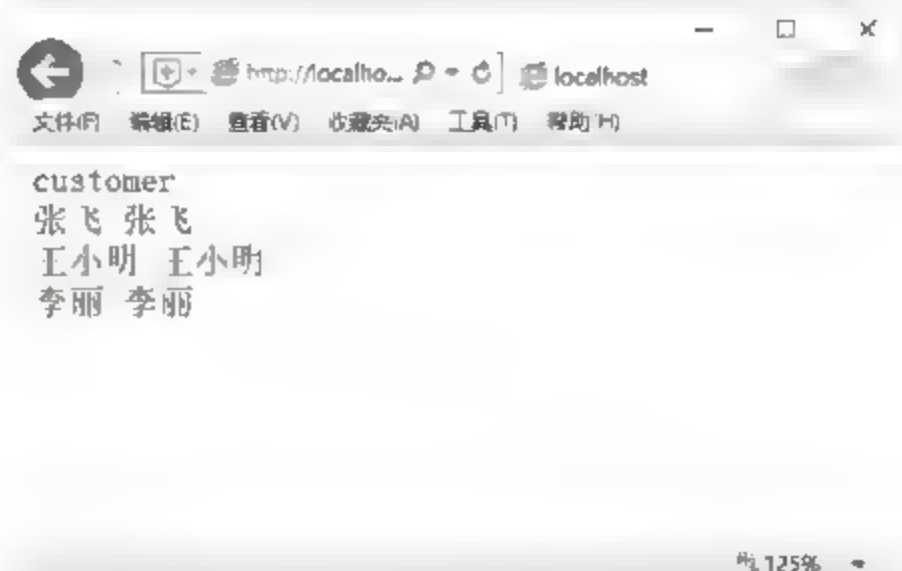 http://localho... localhost
文件(F) 编辑(E) 查看(V) 收藏夹(A) 工具(T) 帮助(H)
customer
张飞 张飞
王小明 王小明
李丽 李丽
125%